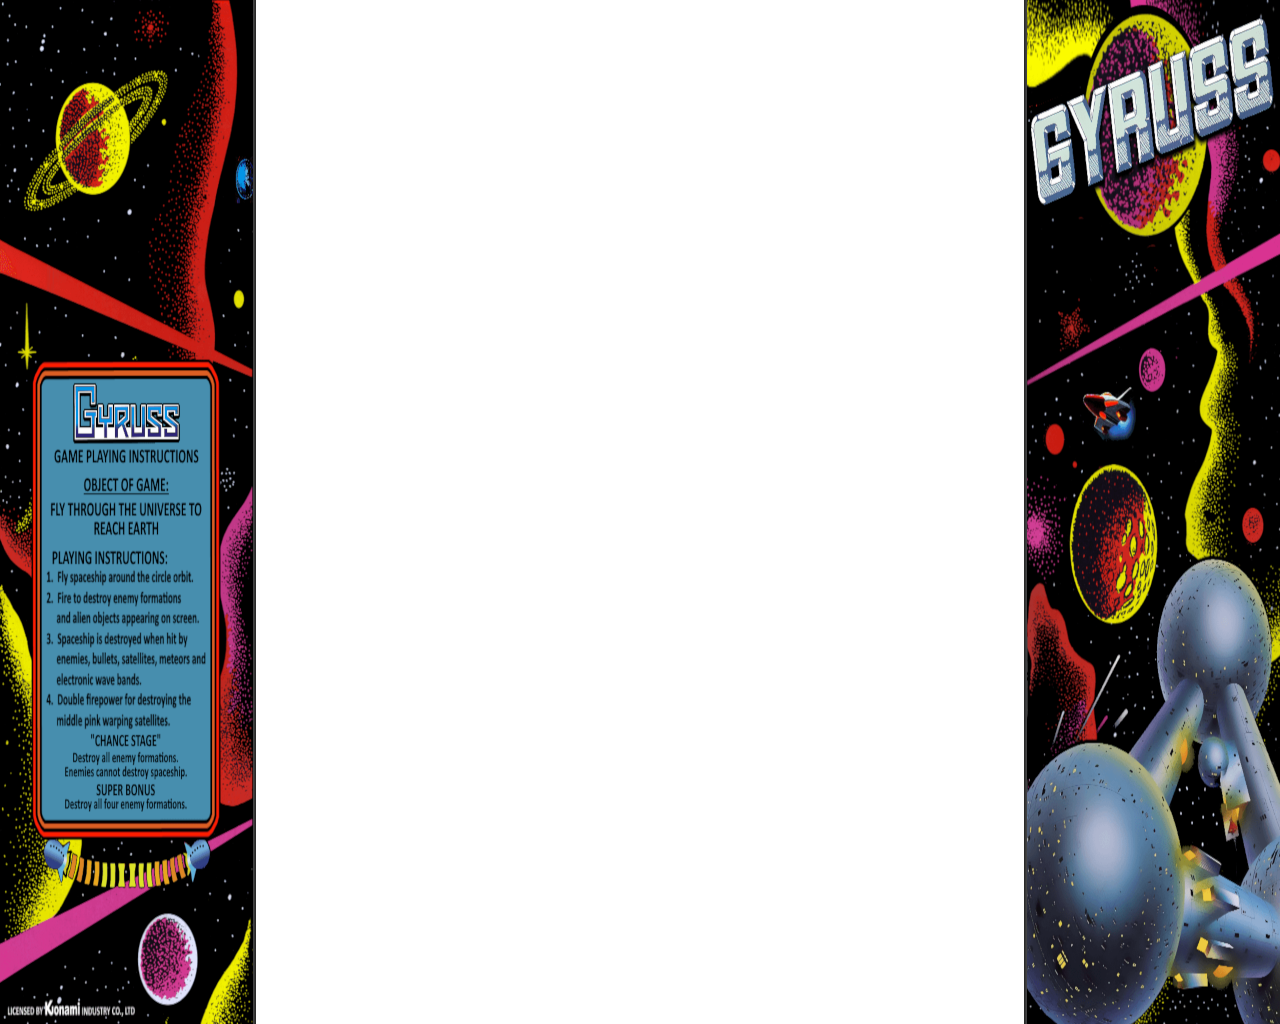 GYRUSS
GAME PLAYING INSTRUCTIONS
OBJECT OF GAME:
FLY THROUGH THE UNIVERSE TO
REACH EARTH
PLAYING INSTRUCTIONS:
1. Fly spaceship around the circle orbit.
2. Fire to destroy enemy formations
and alien objects appearing on screen.
3. Spaceship is destroyed when hit by
enemies, bullets, satellites, meteors and
electronic wave bands.
4. Double firepower for destroying the
middle pink warping satellites.
"CHANCE STAGE"
Destroy all enemy formations.
Enemies cannot destroy spaceship.
SUPER BONUS
Destroy all four enemy formations.
LICENSED BY Konami INDUSTRY CO., LTD
GYRUSS